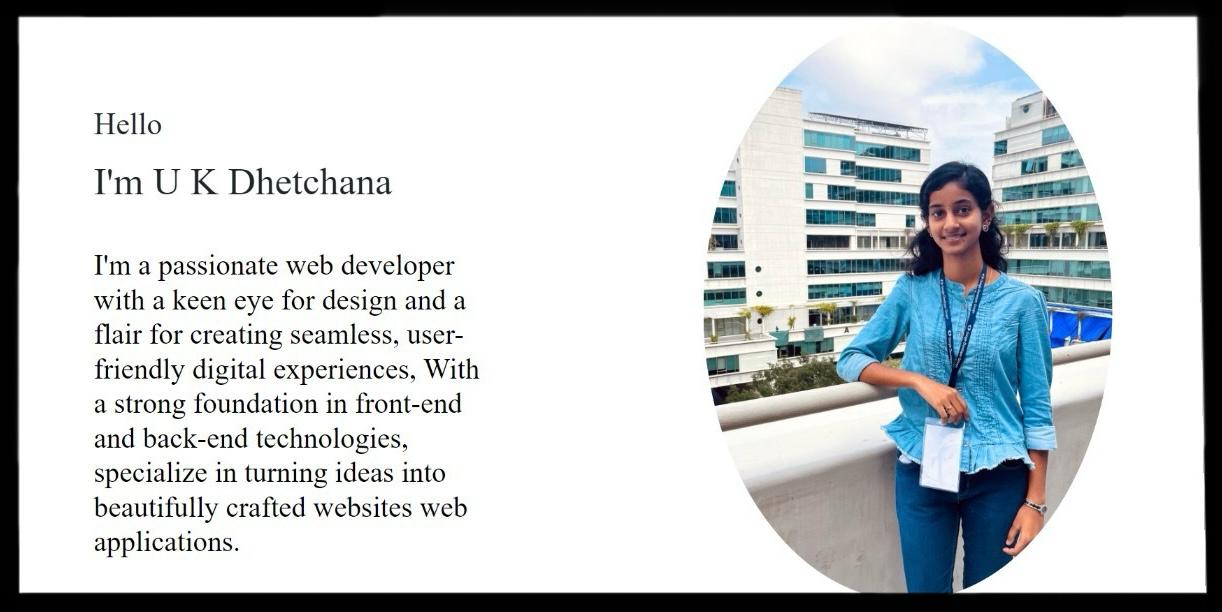 Hello
I'm U K Dhetchana
I'm a passionate web developer
with a keen eye for design and a
flair for creating seamless, user-
friendly digital experiences, With
a strong foundation in front-end
and back-end technologies,
specialize in turning ideas into
beautifully crafted websites web
applications.